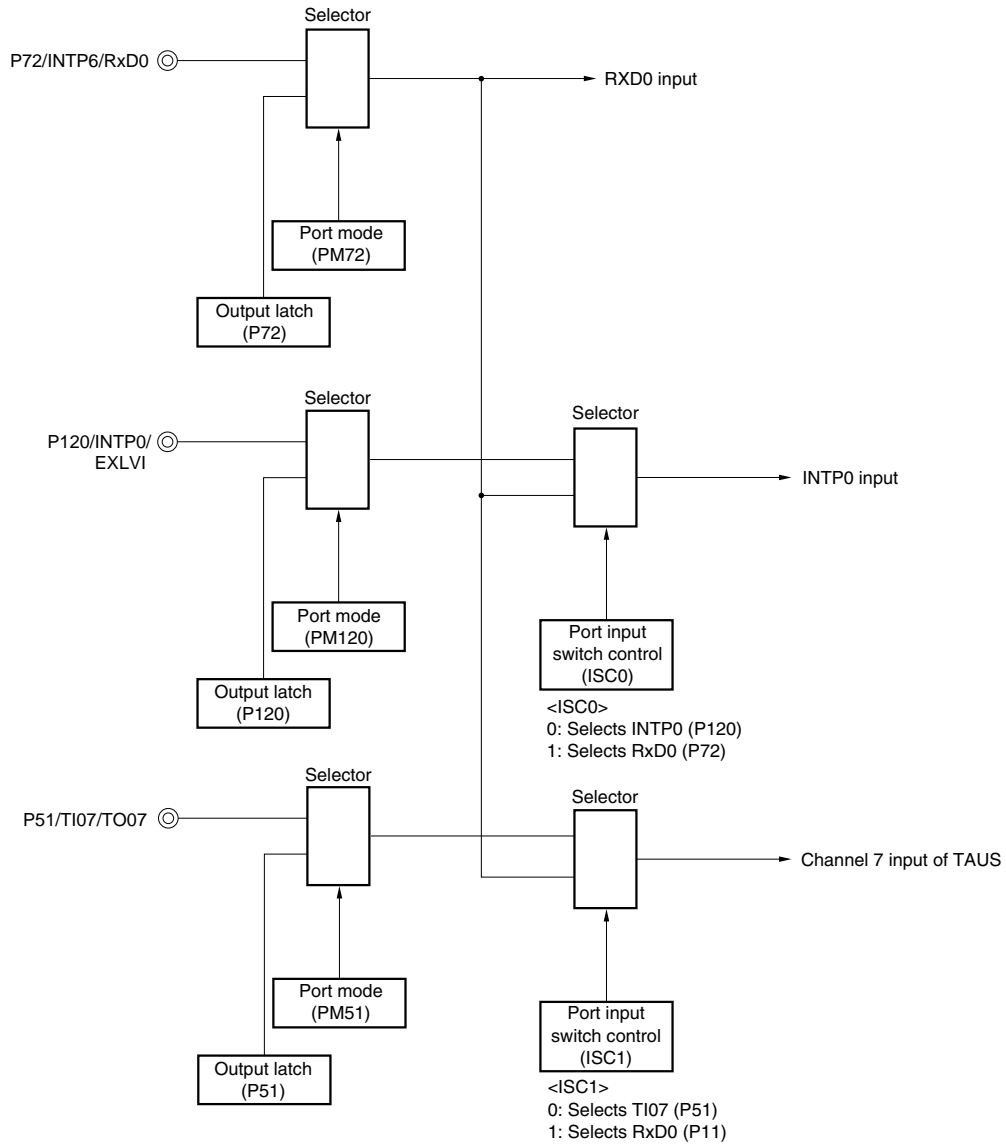 Selector
P72/INTP6/RxD0
RXD0 input
Port mode
(PM72)
Output latch
(P72)
Selector
Selector
P120/INTP0/
EXLVI
INTP0 input
Port mode
(PM120)
Port input
switch control
(ISC0)
Output latch
(P120)
<ISC0>
0: Selects INTP0 (P120)
1: Selects RxD0 (P72)
Selector
Selector
P51/TI07/TO07
Channel 7 input of TAUS
Port mode
(PM51)
Port input
switch control
(ISC1)
Output latch
(P51)
<ISC1>
0: Selects TI07 (P51)
1: Selects RxD0 (P11)